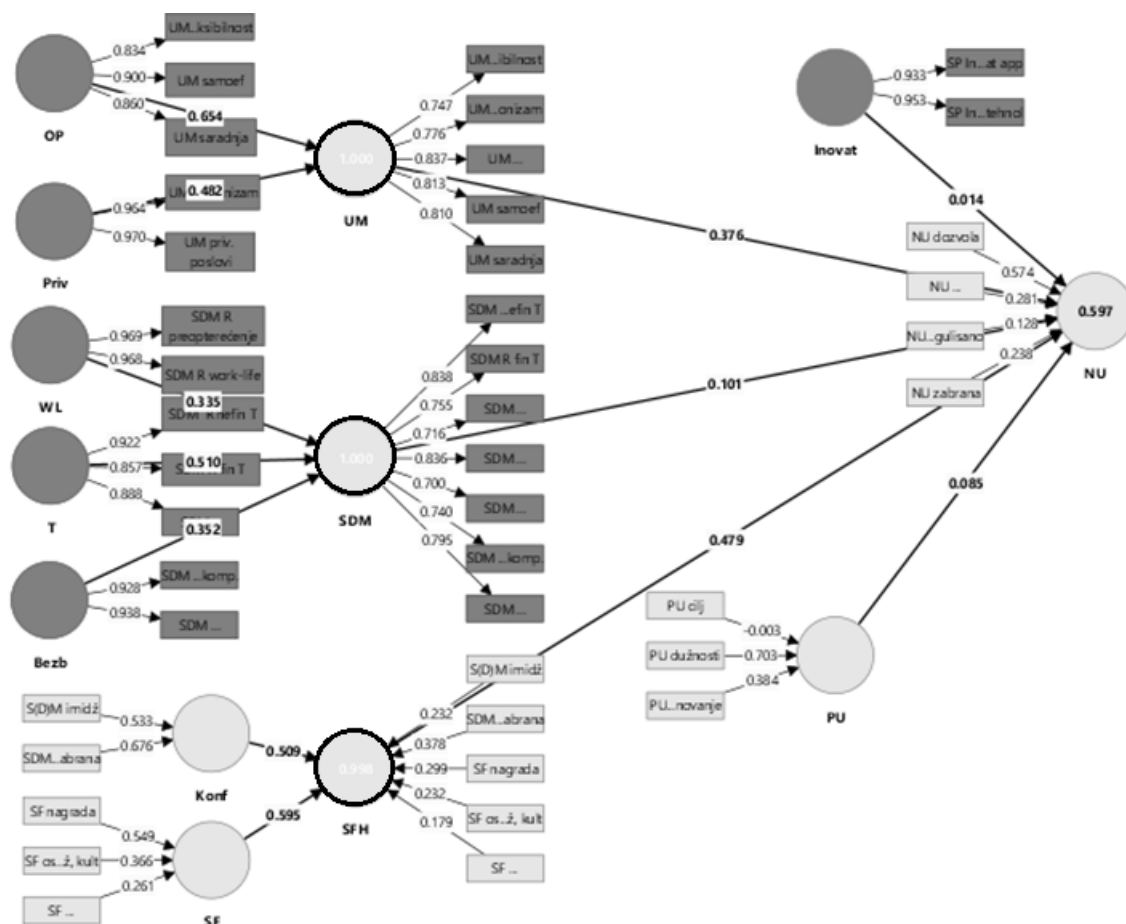 UM...ksibilnost
0.834
UM samoef
0.900
0.860
0.654
OP
UM saradnja
UM...ibilnost
0.747
UM...onizam
0.776
1.000
0.837
UM ...
0.813
UM samoef
UM
0.810
UM saradnja
SP In...at app
0.933
0.953
SP In...tehnol
Inovat
0.014
UM
0.482
nizam
0.964
0.970
UM priv.
poslovi
Priv
0.376
NU dozvola
0.574
NU ...
0.281
NU...gulisano
0.128
0.597
0.238
NU zabrana
NU
SDM R
preopterećenje
0.969
0.968
SDM R work-life
WL
0.335
SDM R nefin T
0.922
0.857
0.510
fin T
0.888
T
0.352
SDM ...komp.
0.928
0.938
SDM ...
Bezb
SDM ...efin T
0.838
SDM R fin T
0.755
SDM ...
0.716
1.000
0.836
SDM ...
0.700
SDM ...
SDM
0.740
SDM ...komp.
0.795
SDM ...
0.101
0.085
0.479
PU cilj
-0.003
PU dužnosti
0.703
0.384
PU...novanje
PU
S(D)M imidž
0.533
0.676
SDM...abrana
Konf
0.509
SF nagrada
0.549
SF os...ž, kult
0.366
0.261
SF ...
SF
0.595
S(D)M imidž
0.232
SDM...abrana
0.378
0.998
0.299
SF nagrada
0.232
SF os...ž, kult
SFH
0.179
SF ...